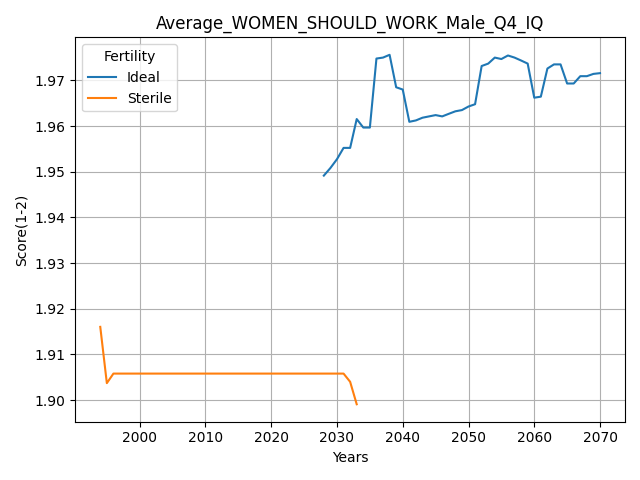 Average_WOMEN_SHOULD_WORK_Male_Q4_IQ
Fertility
Ideal
Sterile
Score(1-2)
1.97
1.96
1.95
1.94
1.93
1.92
1.91
1.90
2000 2010 2020 2030 2040 2050 2060 2070
Years